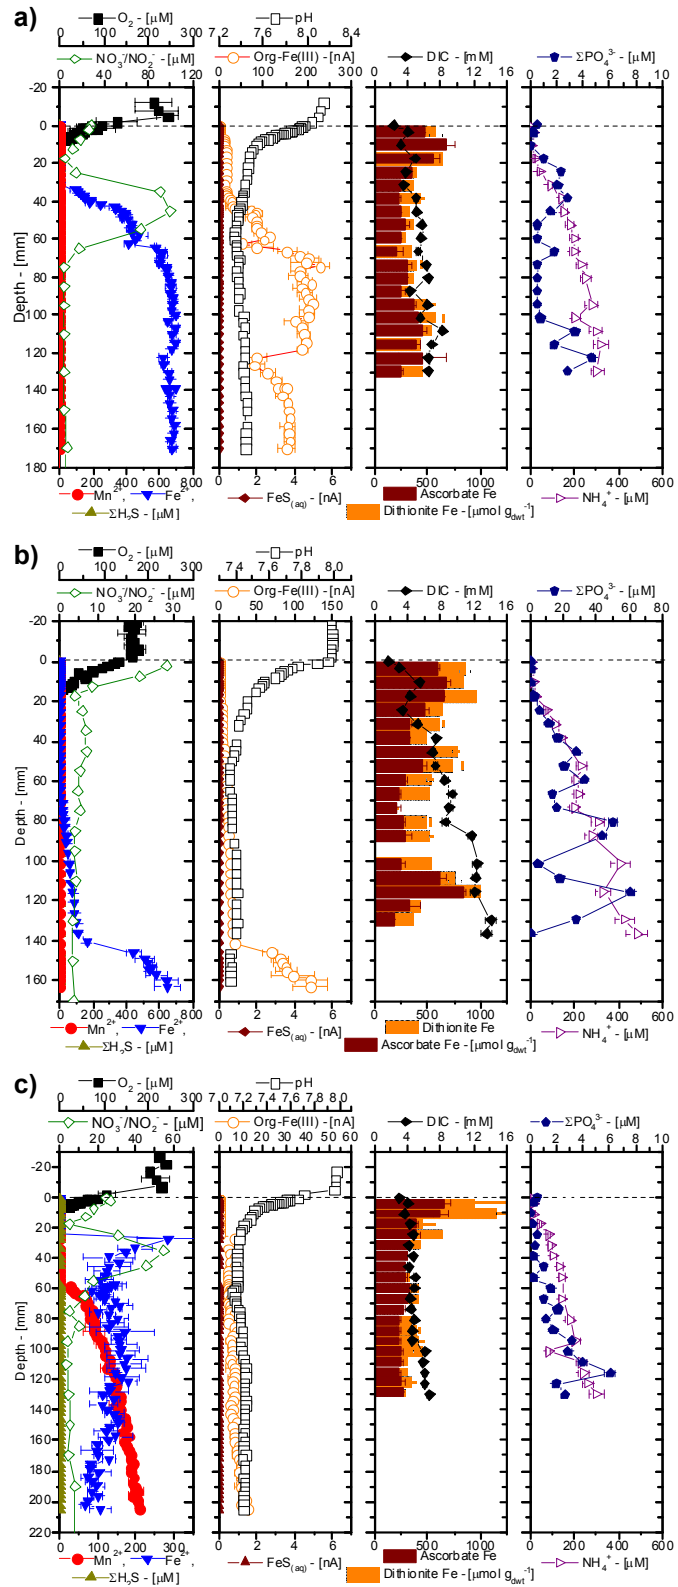 a)
O2 - [μM] pH
0 100 200 300 7.2 7.6 8.0 8.4
NO3-/NO2- - [μM] Org-Fe(III) - [nA] DIC - [mM] ΣPO4 3- - [μM]
0 30 60 90 120 0 100 200 300 0 4 8 12 16 0 2 4 6 8
-20
0
20
40
60
80
100
120
140
160
180
Depth - [mm]
0 200 400 600 800 0 2 4 6 0 500 1000 0 200 400 600
Mn2+, Fe2+, FeS(aq) - [nA] Ascorbate Fe NH4+ - [μM]
ΣH2S - [μM] Dithionite Fe - [μmol gdwt-1]
b)
O2 - [μM] pH
0 100 200 300 7.4 7.6 7.8 8.0
NO3-/NO2- - [μM] Org-Fe(III) - [nA] DIC - [mM] ΣPO4 3- - [μM]
0 10 20 30 0 50 100 150 0 4 8 12 16 0 20 40 60 80
-20
0
20
40
60
80
100
120
140
160
Depth - [mm]
0 200 400 600 800 0 2 4 6 0 500 1000 0 200 400 600
Mn2+, Fe2+, FeS(aq) - [nA] Dithionite Fe NH4+ - [μM]
ΣH2S - [μM] Ascorbate Fe - [μmol gdwt-1]
c)
O2 - [μM] pH
0 100 200 300 7.0 7.2 7.4 7.6 7.8 8.0
NO3-/NO2- - [μM] Org-Fe(III) - [nA] DIC - [mM] ΣPO4 3- - [μM]
0 20 40 60 0 10 20 30 40 50 60 0 4 8 12 16 0 2 4 6 8 10
-20
0
20
40
60
80
100
120
140
160
180
200
220
Depth - [mm]
0 100 200 300 0 2 4 6 0 500 1000 0 200 400 600
Mn2+, Fe2+, FeS(aq) - [nA] Ascorbate Fe NH4+ - [μM]
ΣH2S - [μM] Dithionite Fe - [μmol gdwt-1]